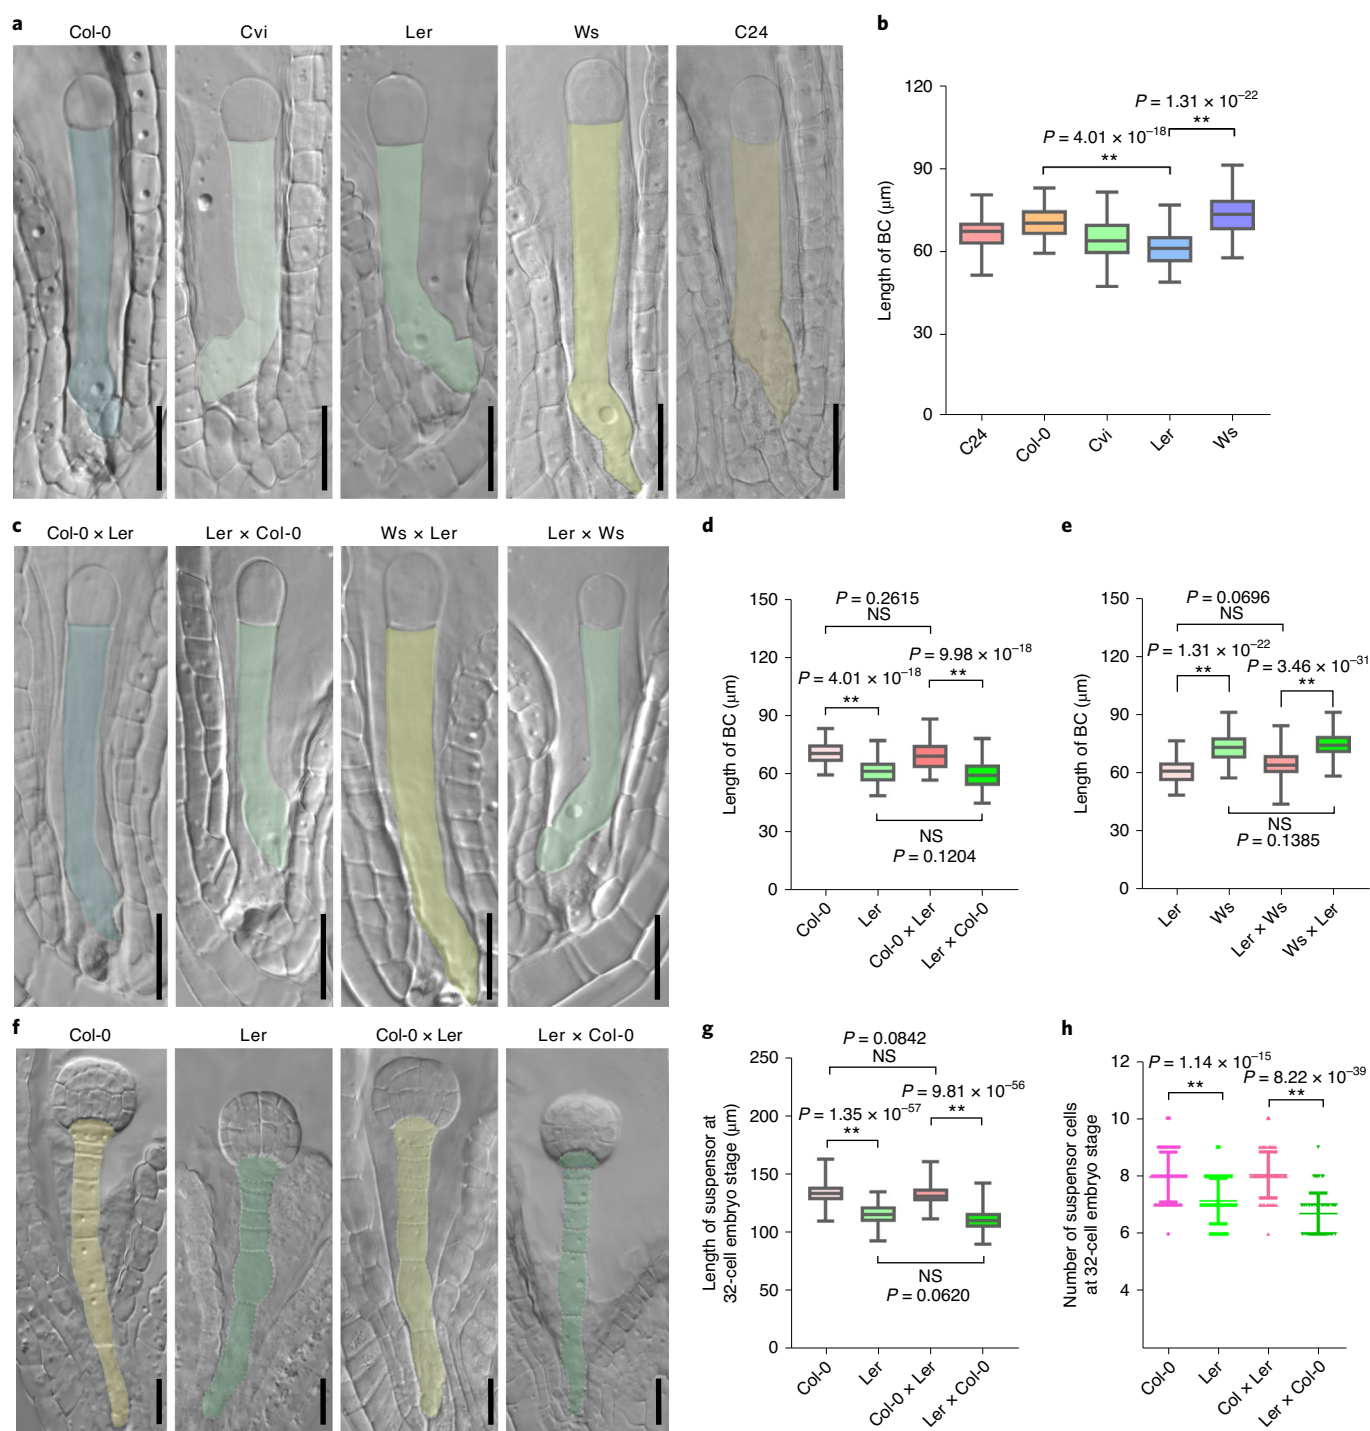 a
Col-0 Cvi Ler Ws C24
b
120
90
60
30
0
Length of BC (μm)
P = 1.31 × 10⁻²²
**
P = 4.01 × 10⁻¹⁸
**
C24 Col-0 Cvi Ler Ws
c
Col-0 × Ler Ler × Col-0 Ws × Ler Ler × Ws
d
150
120
90
60
30
0
Length of BC (μm)
P = 0.2615
NS
P = 9.98 × 10⁻¹⁸
**
P = 4.01 × 10⁻¹⁸
**
NS
P = 0.1204
Col-0 Ler Col-0 × Ler Ler × Col-0
e
150
120
90
60
30
0
Length of BC (μm)
P = 0.0696
NS
P = 1.31 × 10⁻²²
**
P = 3.46 × 10⁻³¹
**
NS
P = 0.1385
Ler Ws Ler × Ws Ws × Ler
f
Col-0 Ler Col-0 × Ler Ler × Col-0
g
250
200
150
100
50
0
Length of suspensor at
32-cell embryo stage (μm)
P = 0.0842
NS
P = 9.81 × 10⁻⁵⁶
**
P = 1.35 × 10⁻⁵⁷
**
NS
P = 0.0620
Col-0 Ler Col-0 × Ler Ler × Col-0
h
12
10
8
6
4
Number of suspensor cells
at 32-cell embryo stage
P = 1.14 × 10⁻¹⁵
**
P = 8.22 × 10⁻³⁹
**
Col-0 Ler Col × Ler Ler × Col-0